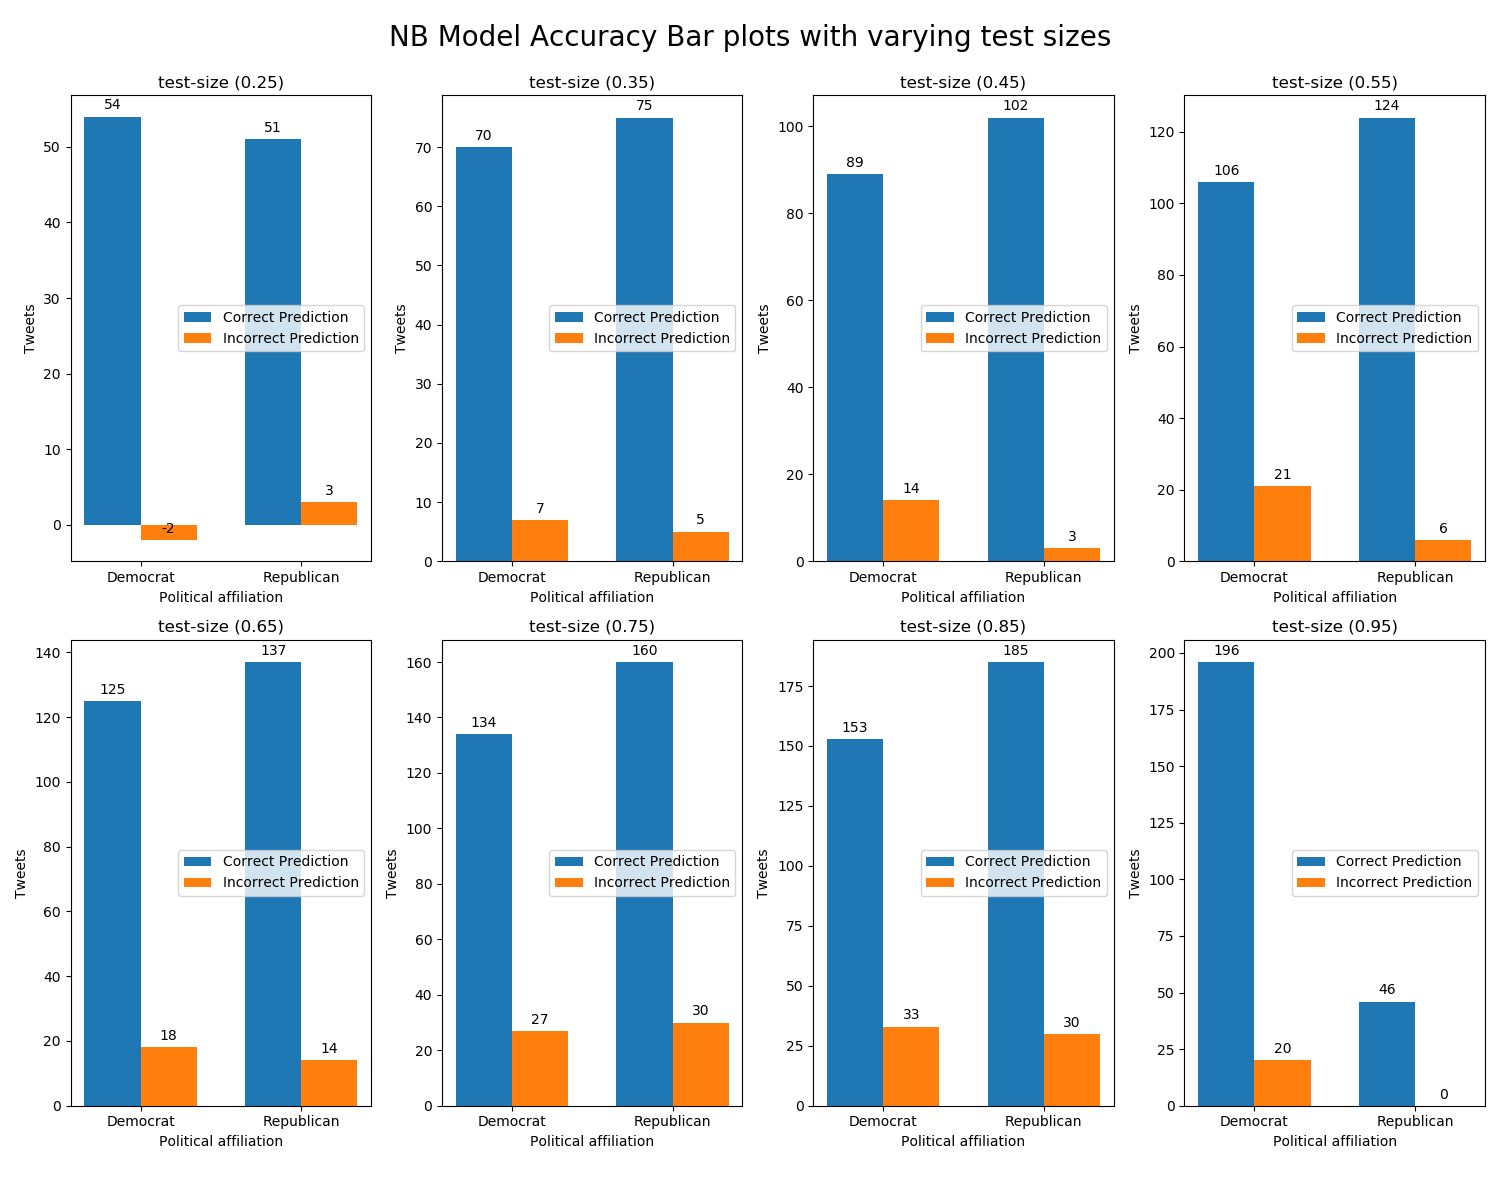 NB Model Accuracy Bar plots with varying test sizes
test-size (0.25)
54
51
-2
3
50
40
30
20
10
0
Tweets
Correct Prediction
Incorrect Prediction
Democrat
Republican
Political affiliation
test-size (0.35)
70
75
7
5
70
60
50
40
30
20
10
0
Tweets
Correct Prediction
Incorrect Prediction
Democrat
Republican
Political affiliation
test-size (0.45)
89
102
14
3
100
80
60
40
20
0
Tweets
Correct Prediction
Incorrect Prediction
Democrat
Republican
Political affiliation
test-size (0.55)
106
124
21
6
120
100
80
60
40
20
0
Tweets
Correct Prediction
Incorrect Prediction
Democrat
Republican
Political affiliation
test-size (0.65)
125
137
18
14
140
120
100
80
60
40
20
0
Tweets
Correct Prediction
Incorrect Prediction
Democrat
Republican
Political affiliation
test-size (0.75)
134
160
27
30
160
140
120
100
80
60
40
20
0
Tweets
Correct Prediction
Incorrect Prediction
Democrat
Republican
Political affiliation
test-size (0.85)
153
185
33
30
175
150
125
100
75
50
25
0
Tweets
Correct Prediction
Incorrect Prediction
Democrat
Republican
Political affiliation
test-size (0.95)
196
46
20
0
200
175
150
125
100
75
50
25
0
Tweets
Correct Prediction
Incorrect Prediction
Democrat
Republican
Political affiliation